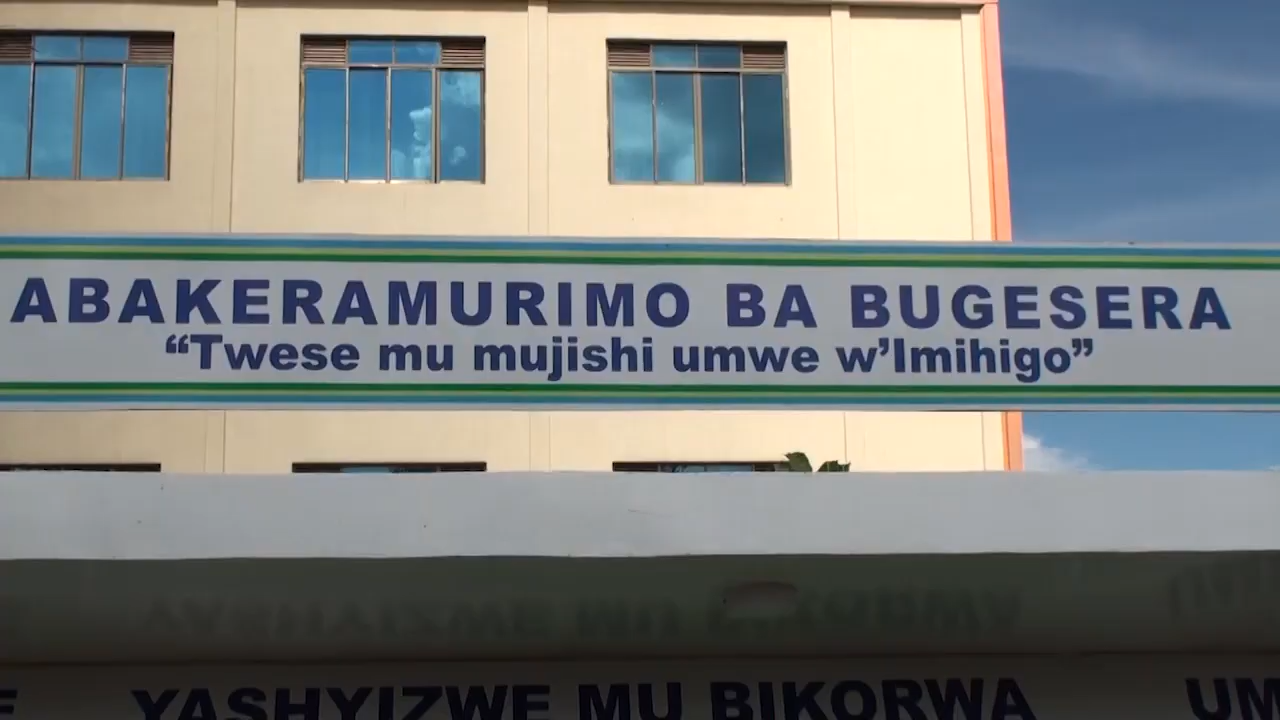 ABAKERAMURIMO BA BUGESERA
“Twese mu mujishi umwe w’Imihigo”
YASHYIZWE MU BIKORWA